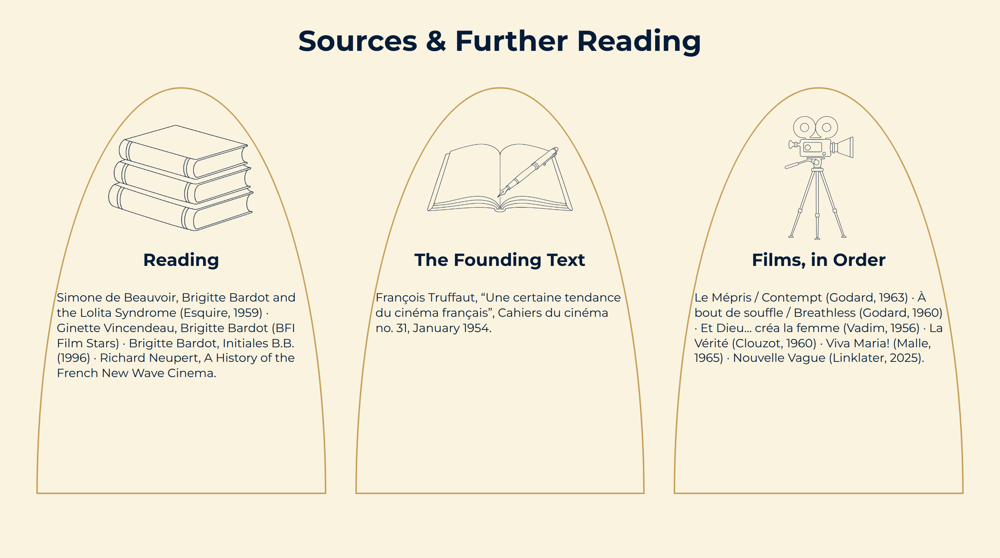 Sources & Further Reading
Reading
Simone de Beauvoir, Brigitte Bardot and
the Lolita Syndrome (Esquire, 1959) ·
Ginette Vincendeau, Brigitte Bardot (BFI
Film Stars) · Brigitte Bardot, Initiales B.B.
(1996) · Richard Neupert, A History of the
French New Wave Cinema.
The Founding Text
François Truffaut, “Une certaine tendance
du cinéma français”, Cahiers du cinéma
no. 31, January 1954.
Films, in Order
Le Mépris / Contempt (Godard, 1963) · À
bout de souffle / Breathless (Godard, 1960)
· Et Dieu... créa la femme (Vadim, 1956) · La
Vérité (Clouzot, 1960) · Viva Maria! (Malle,
1965) · Nouvelle Vague (Linklater, 2025).